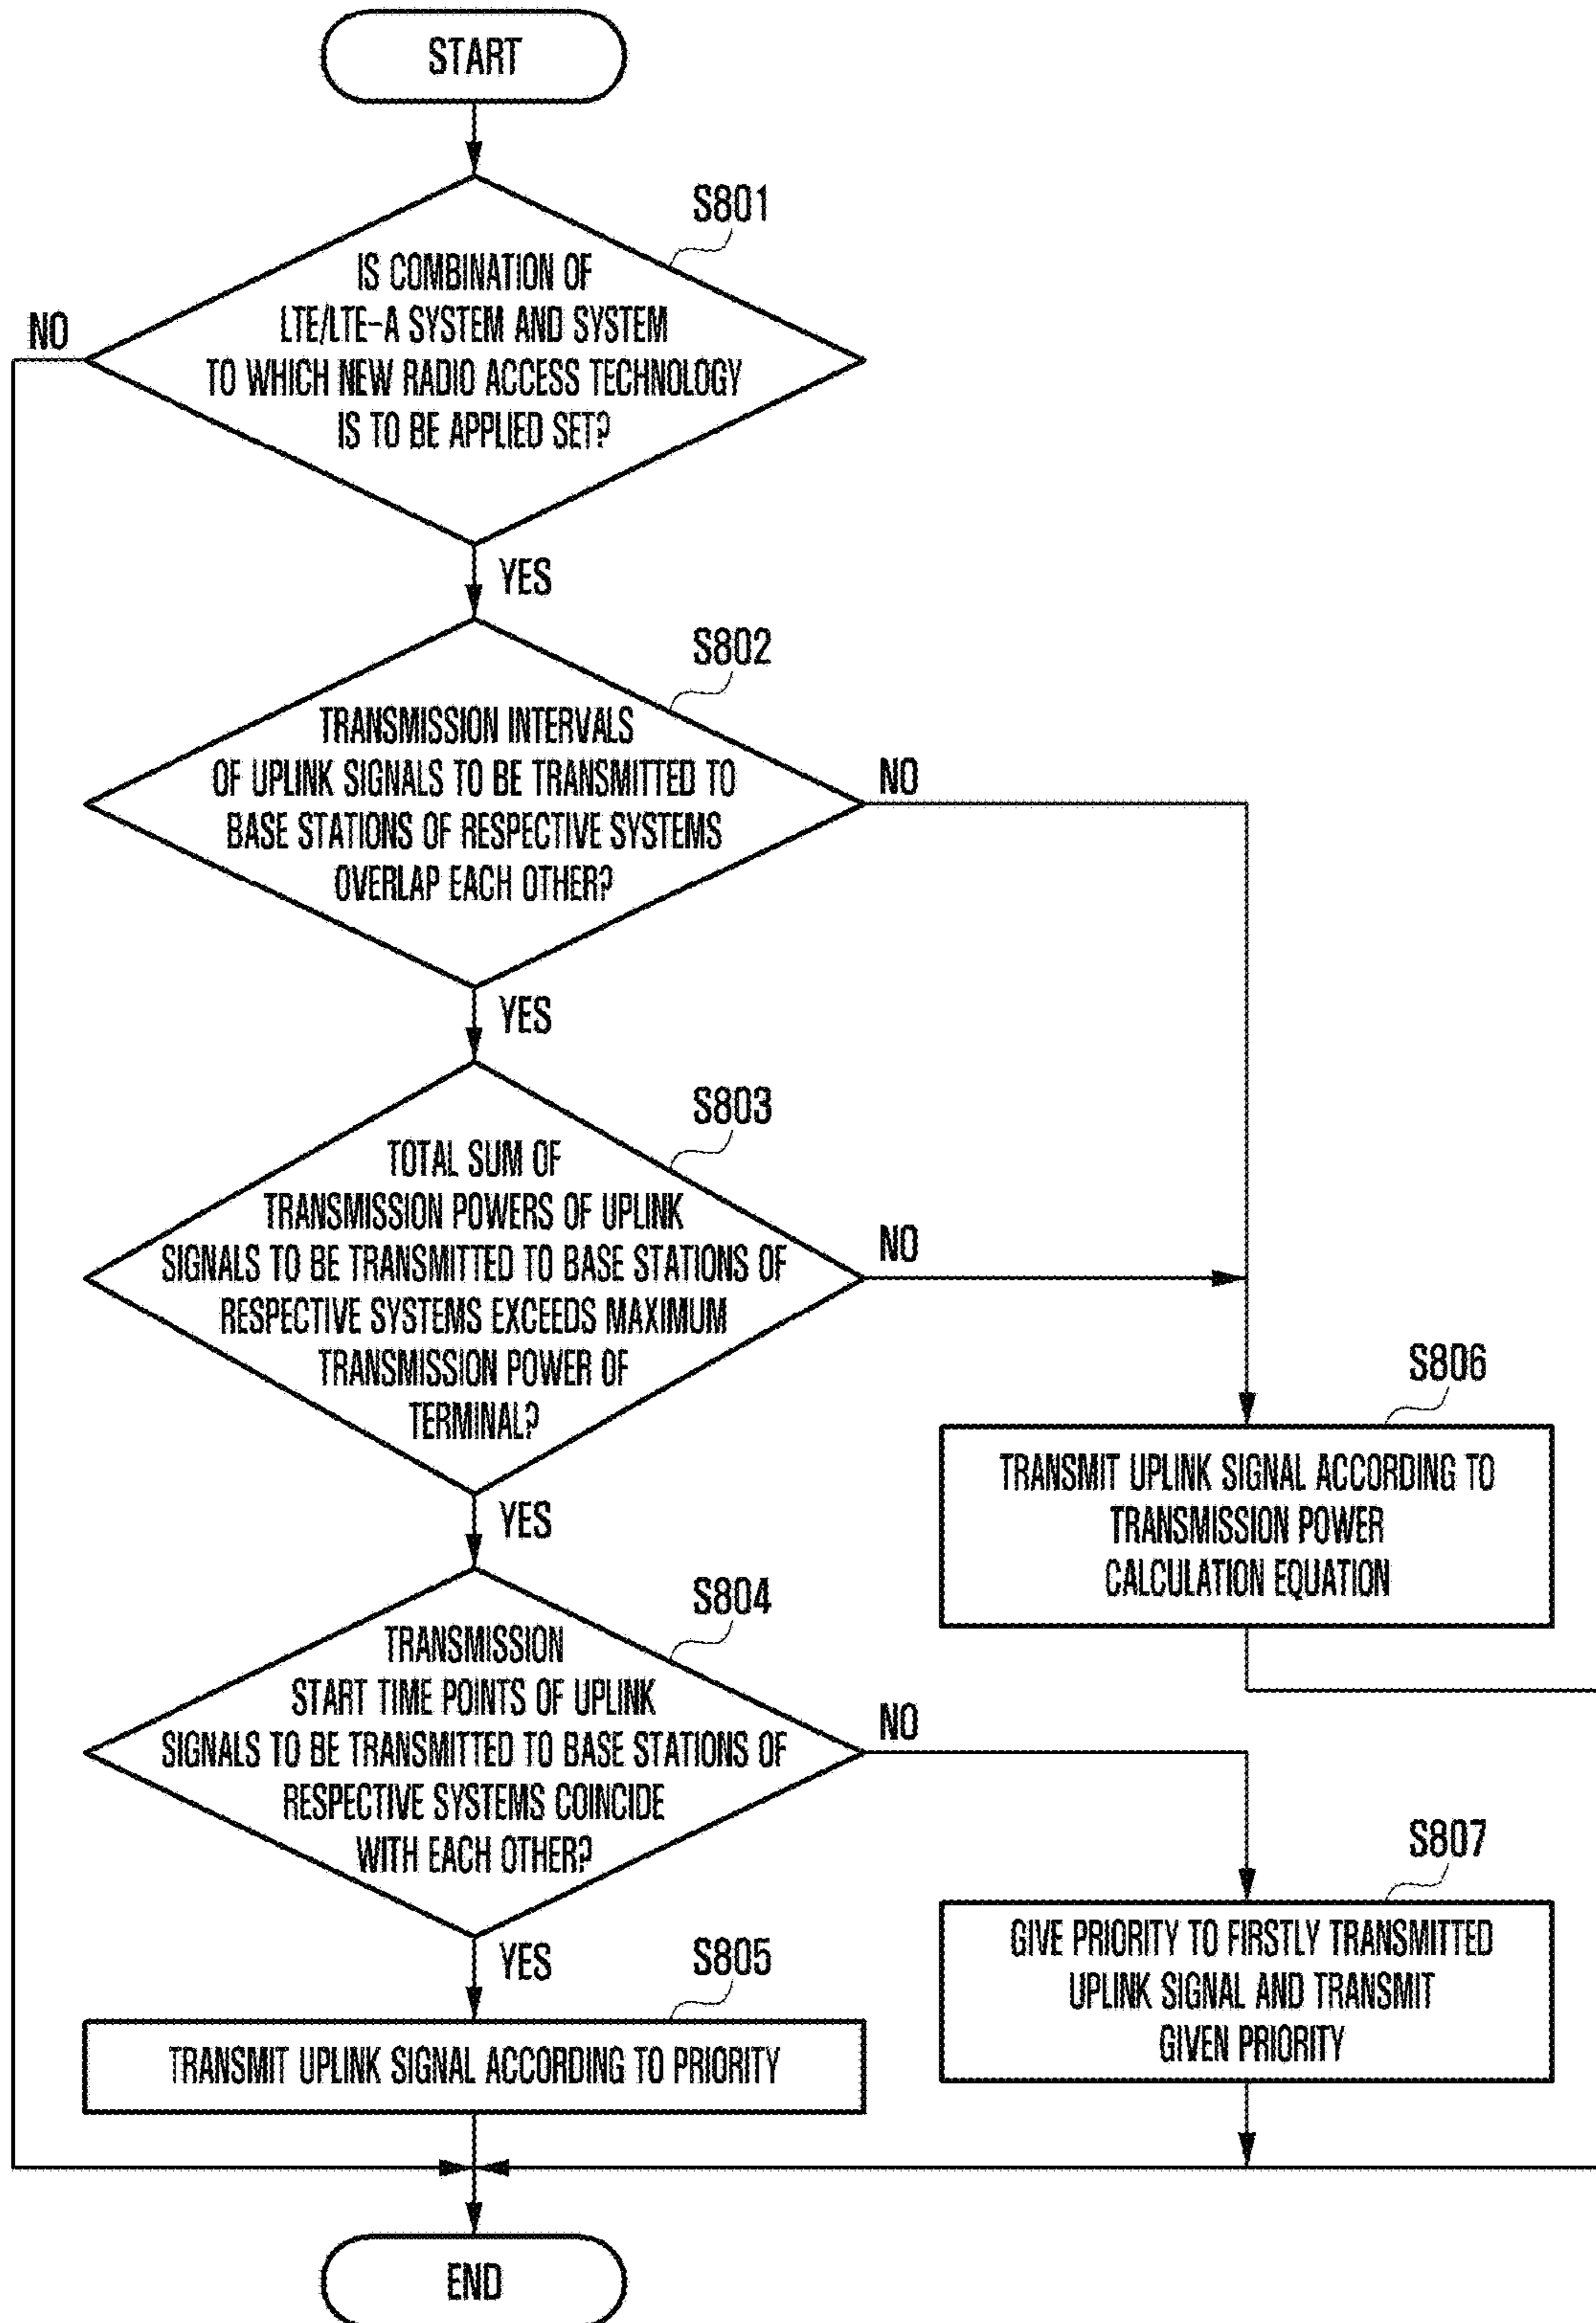 START
S801
IS COMBINATION OF
LTE/LTE-A SYSTEM AND SYSTEM
TO WHICH NEW RADIO ACCESS TECHNOLOGY
IS TO BE APPLIED SET?
NO
YES
S802
TRANSMISSION INTERVALS
OF UPLINK SIGNALS TO BE TRANSMITTED TO
BASE STATIONS OF RESPECTIVE SYSTEMS
OVERLAP EACH OTHER?
NO
YES
S803
TOTAL SUM OF
TRANSMISSION POWERS OF UPLINK
SIGNALS TO BE TRANSMITTED TO BASE STATIONS OF
RESPECTIVE SYSTEMS EXCEEDS MAXIMUM
TRANSMISSION POWER OF
TERMINAL?
NO
YES
S806
TRANSMIT UPLINK SIGNAL ACCORDING TO
TRANSMISSION POWER
CALCULATION EQUATION
S804
TRANSMISSION
START TIME POINTS OF UPLINK
SIGNALS TO BE TRANSMITTED TO BASE STATIONS OF
RESPECTIVE SYSTEMS COINCIDE
WITH EACH OTHER?
NO
YES
S807
GIVE PRIORITY TO FIRSTLY TRANSMITTED
UPLINK SIGNAL AND TRANSMIT
GIVEN PRIORITY
S805
TRANSMIT UPLINK SIGNAL ACCORDING TO PRIORITY
END